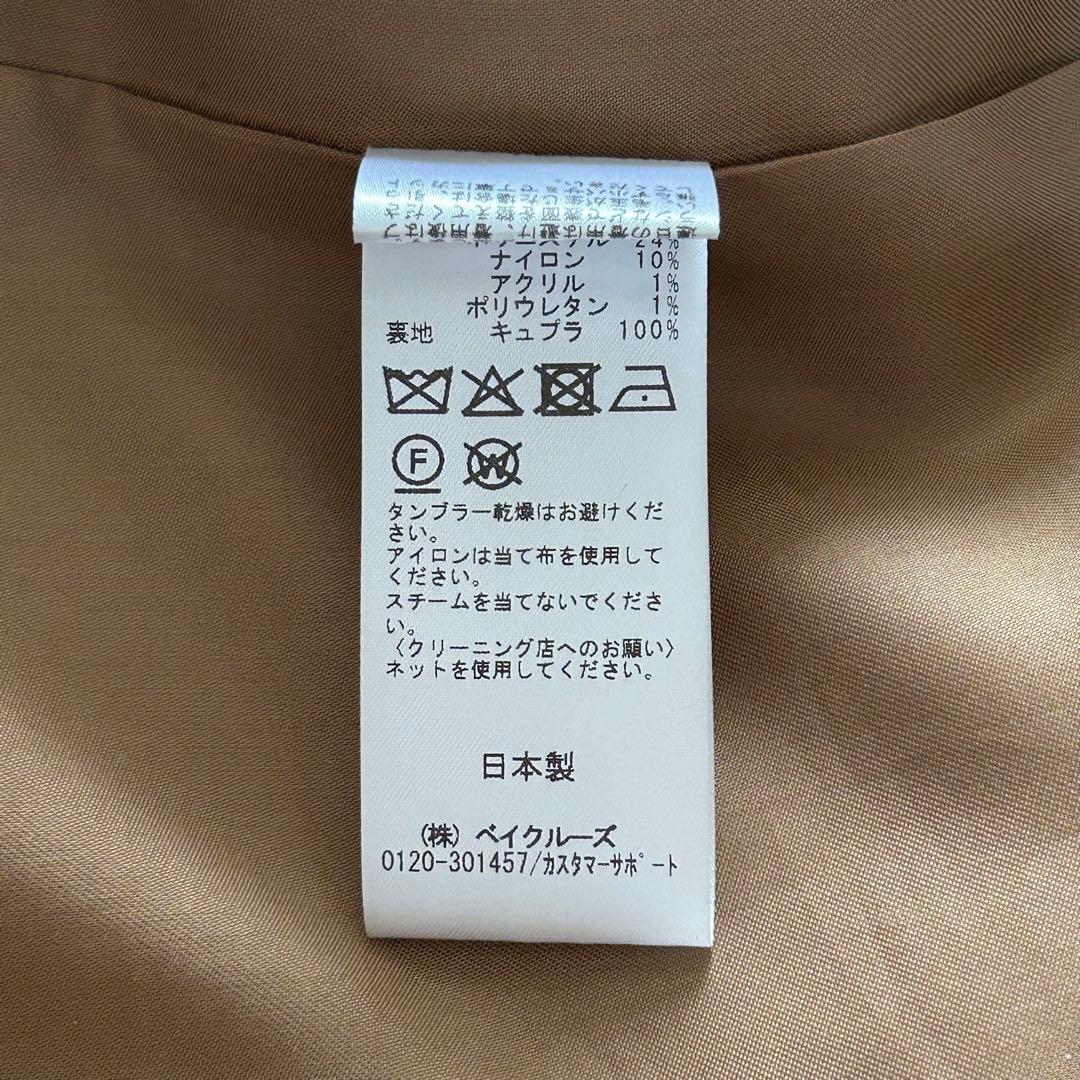 24%
ナイロン 10%
アクリル 1%
ポリウレタン 1%
裏地 キュプラ 100%
F
W
タンブラー乾燥はお避けくだ
さい。
アイロンは当て布を使用して
ください。
スチームを当てないでくださ
い。
〈クリーニング店へのお願い〉
ネットを使用してください。
日本製
(株) ベイクルーズ
0120-301457/カスタマーサポート